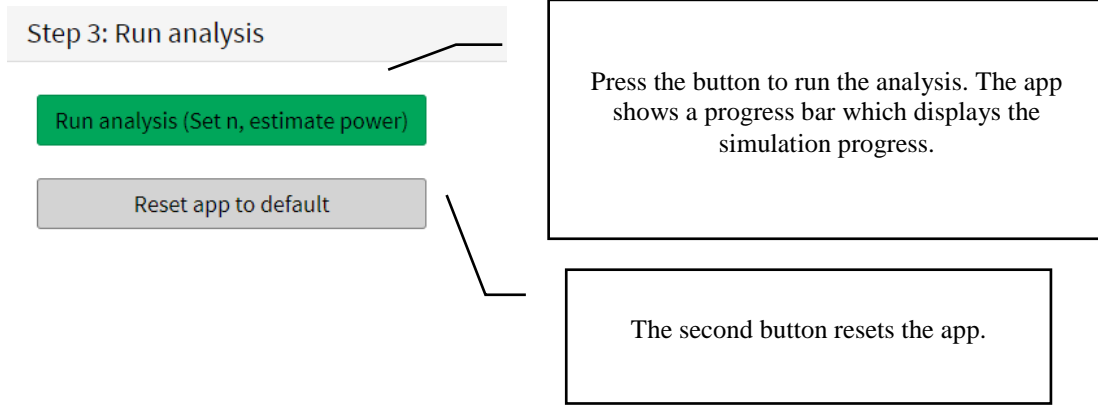 Step 3: Run analysis
Press the button to run the analysis. The app
shows a progress bar which displays the
simulation progress.
Run analysis (Set n, estimate power)
Reset app to default
The second button resets the app.